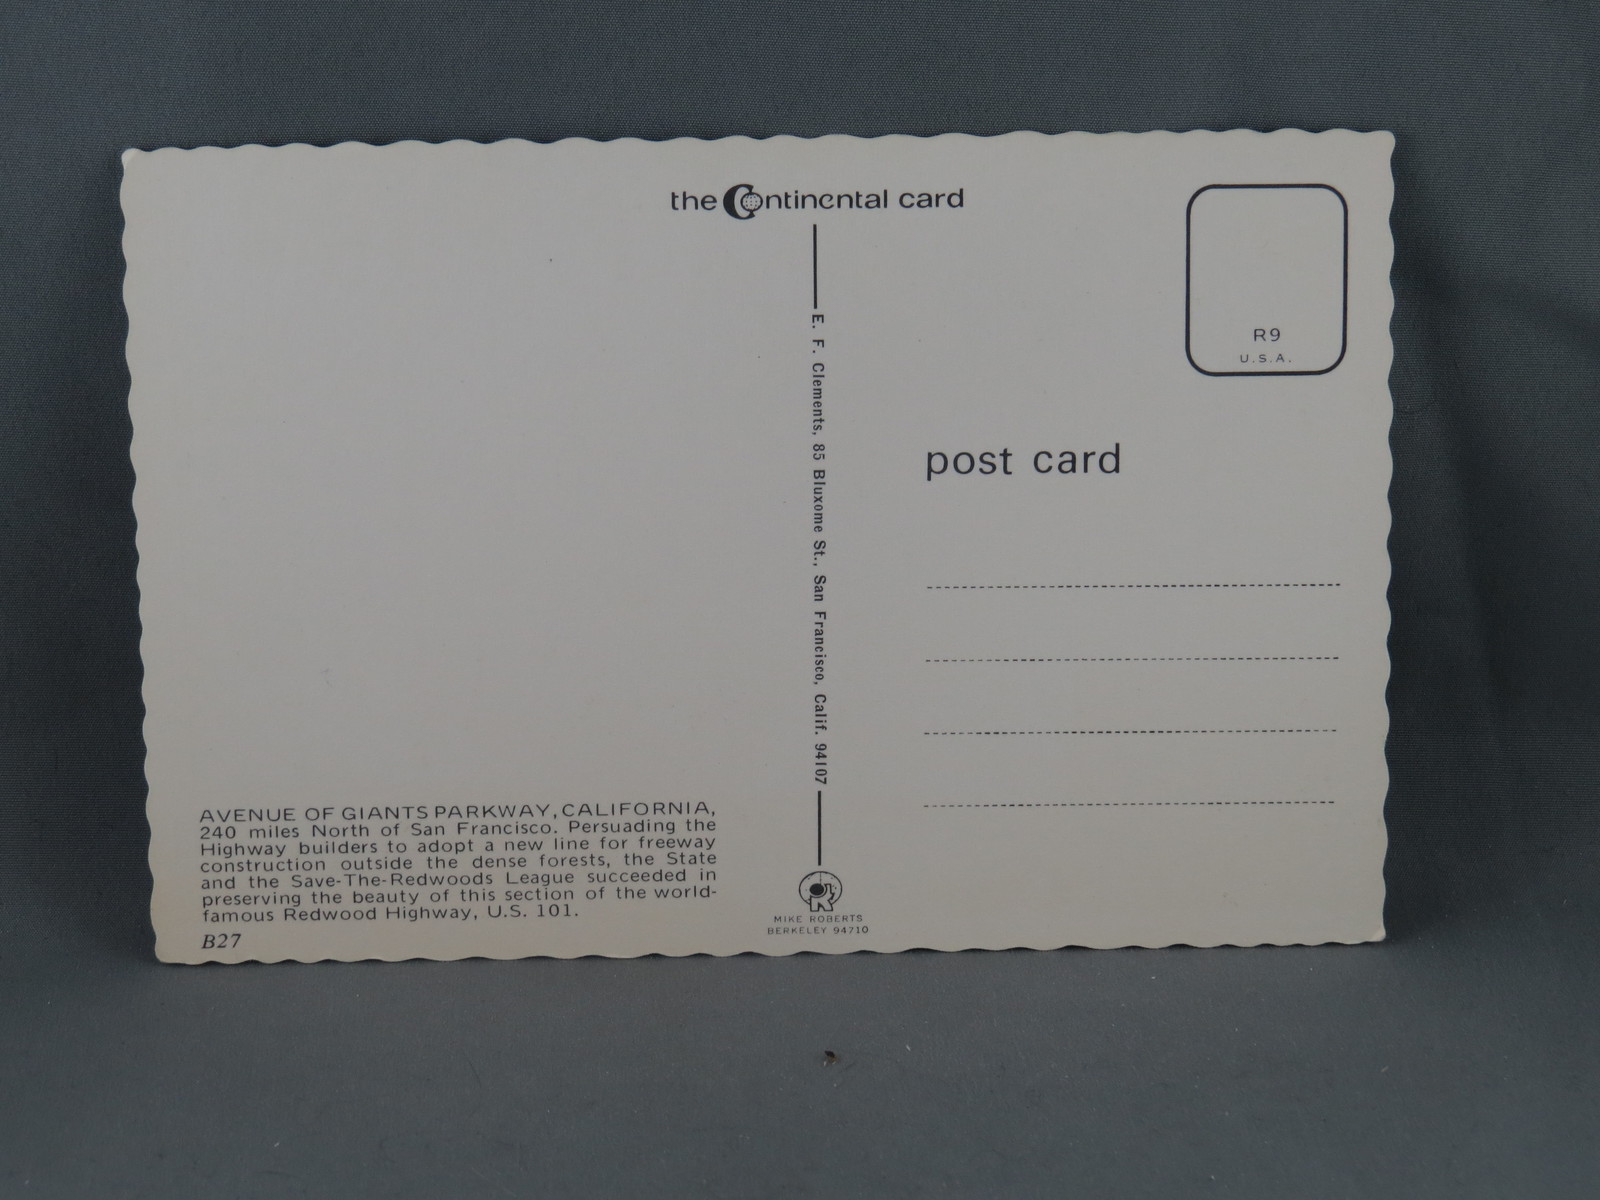 the Continental card
R9
U.S.A.
post card
E. F. Clements, 85 Bluxome St., San Francisco, Calif. 94107
AVENUE OF GIANTS PARKWAY, CALIFORNIA,
240 miles North of San Francisco. Persuading the
Highway builders to adopt a new line for freeway
construction outside the dense forests, the State
and the Save-The-Redwoods League succeeded in
preserving the beauty of this section of the world-
famous Redwood Highway, U.S. 101.
B27
MIKE ROBERTS
BERKELEY 94710